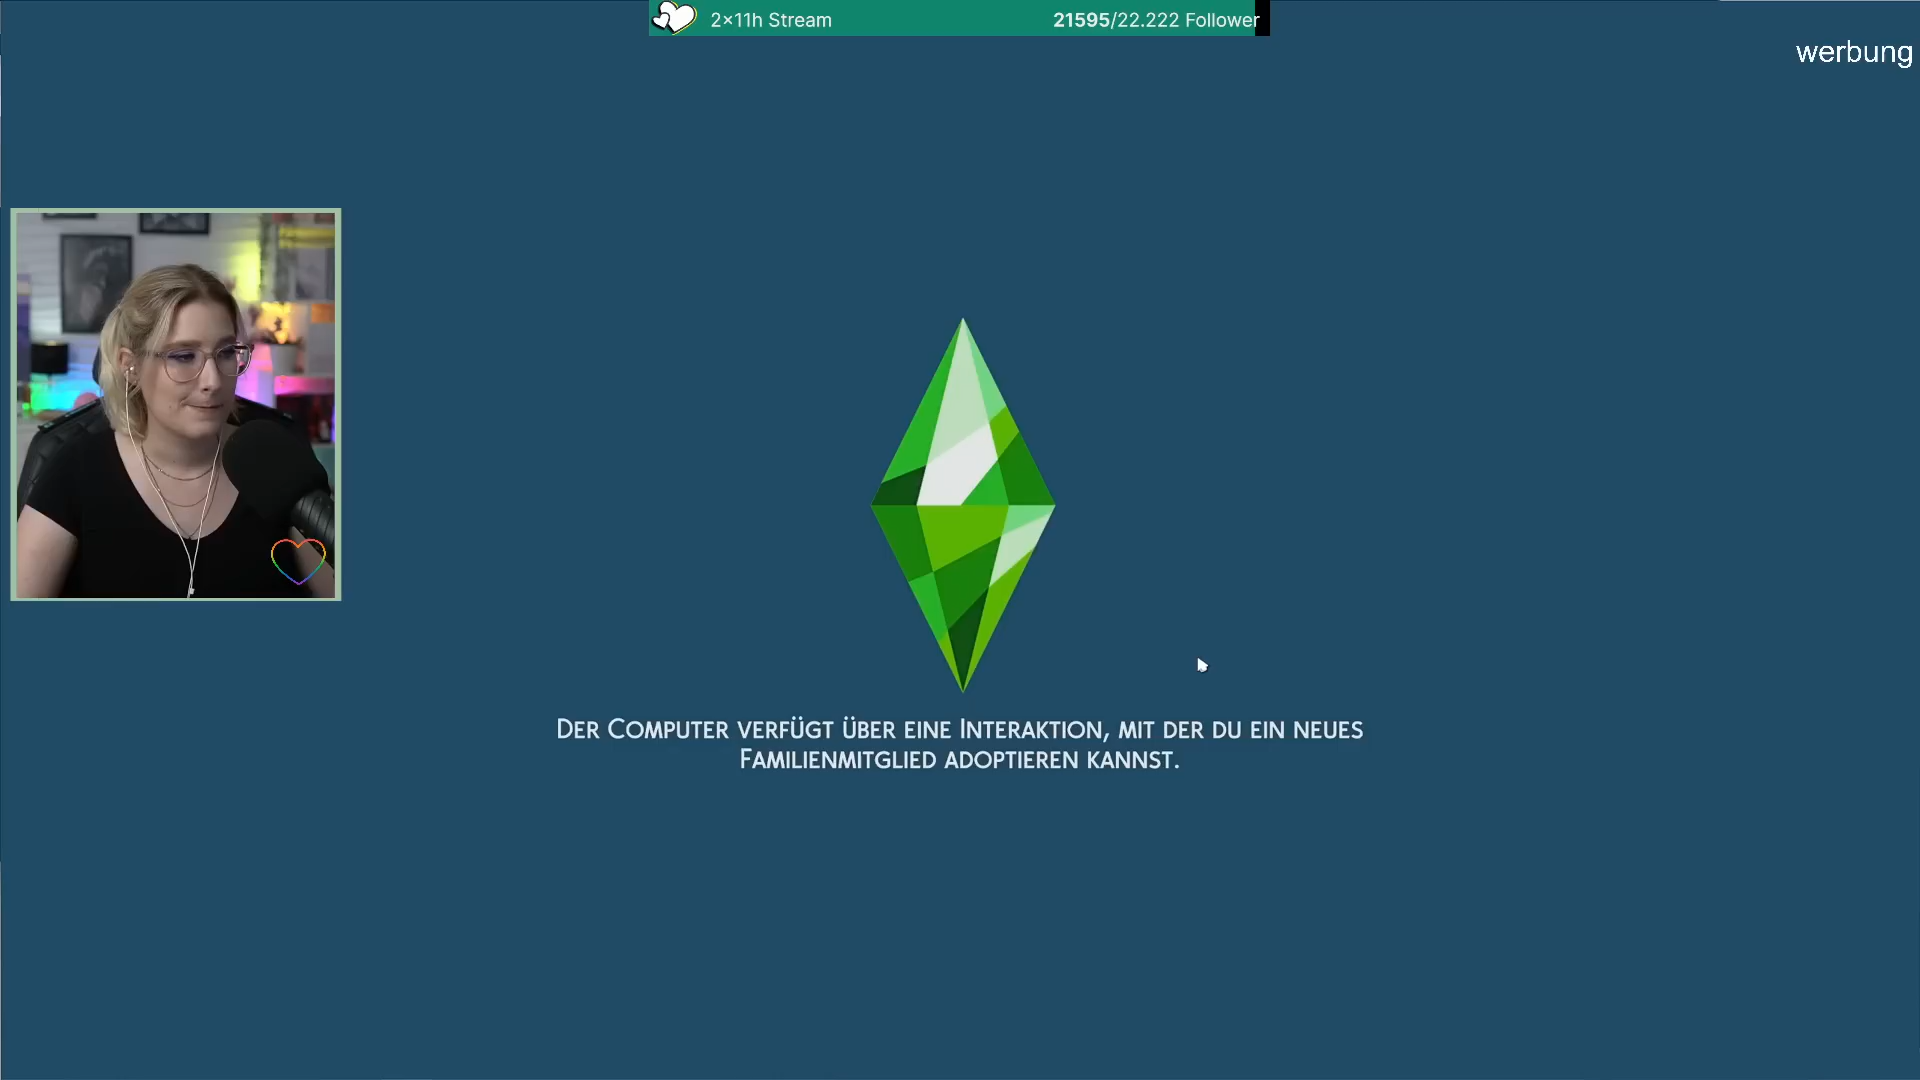 2×11h Stream 21595/22.222 Follower
werbung
Der Computer verfügt über eine Interaktion, mit der du ein neues
Familienmitglied adoptieren kannst.